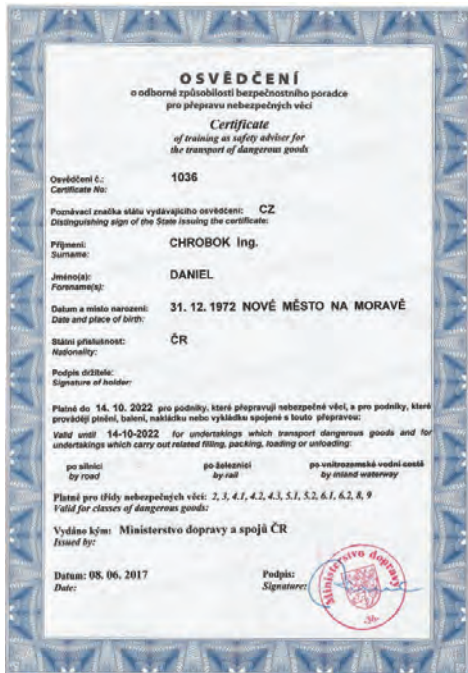 OSVĚDČENÍ
o odborné způsobilosti bezpečnostního poradce
pro přepravu nebezpečných věcí
Certificate
of training as safety adviser for
the transport of dangerous goods
Osvědčení č.: 1036
Certificate No:
Poznávací značka státu vydávajícího osvědčení: CZ
Distinguishing sign of the State issuing the certificate:
Příjmení: CHROBOK Ing.
Surname:
Jméno(a): DANIEL
Forename(s):
Datum a místo narození: 31. 12. 1972 NOVÉ MĚSTO NA MORAVĚ
Date and place of birth:
Státní příslušnost: ČR
Nationality:
Podpis držitele:
Signature of holder:
Platné do 14. 10. 2022 pro podniky, které přepravují nebezpečné věci, a pro podniky, které
provádějí plnění, balení, nakládku nebo vykládku spojené s touto přepravou:
Valid until 14-10-2022 for undertakings which transport dangerous goods and for
undertakings which carry out related filling, packing, loading or unloading:
po silnici po železnici po vnitrozemské vodní cestě
by road by rail by inland waterway
Platné pro třídy nebezpečných věcí: 2, 3, 4.1, 4.2, 4.3, 5.1, 5.2, 6.1, 6.2, 8, 9
Valid for classes of dangerous goods:
Vydáno kým: Ministerstvo dopravy a spojů ČR
Issued by:
Datum: 08. 06. 2017 Podpis:
Date: Signature:
Ministerstvo dopravy